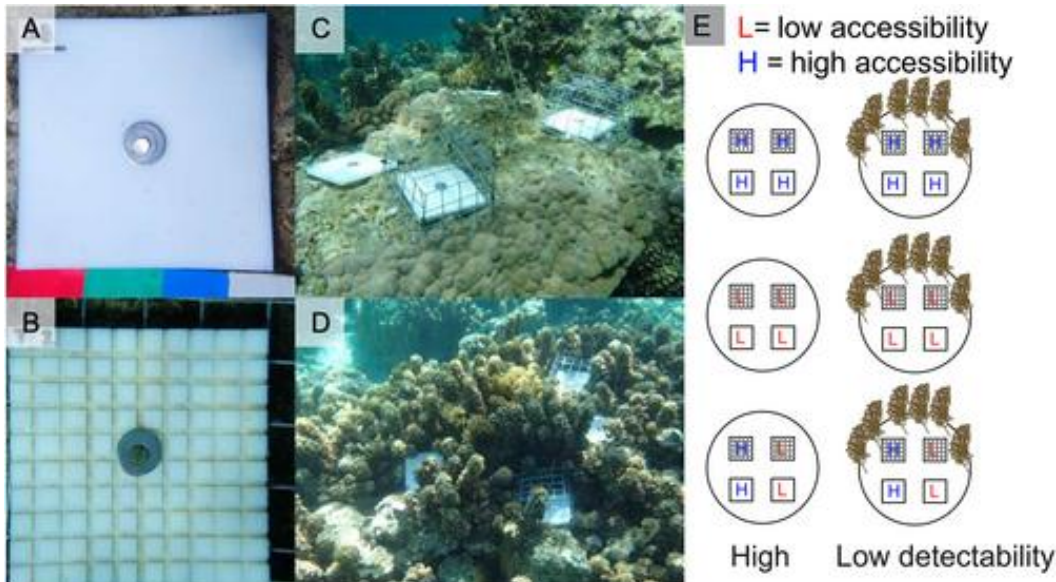 A
B
C
D
E
L= low accessibility
H = high accessibility
H H H H
H H H H
L L L L
L L L L
H L H L
H L H L
High Low detectability